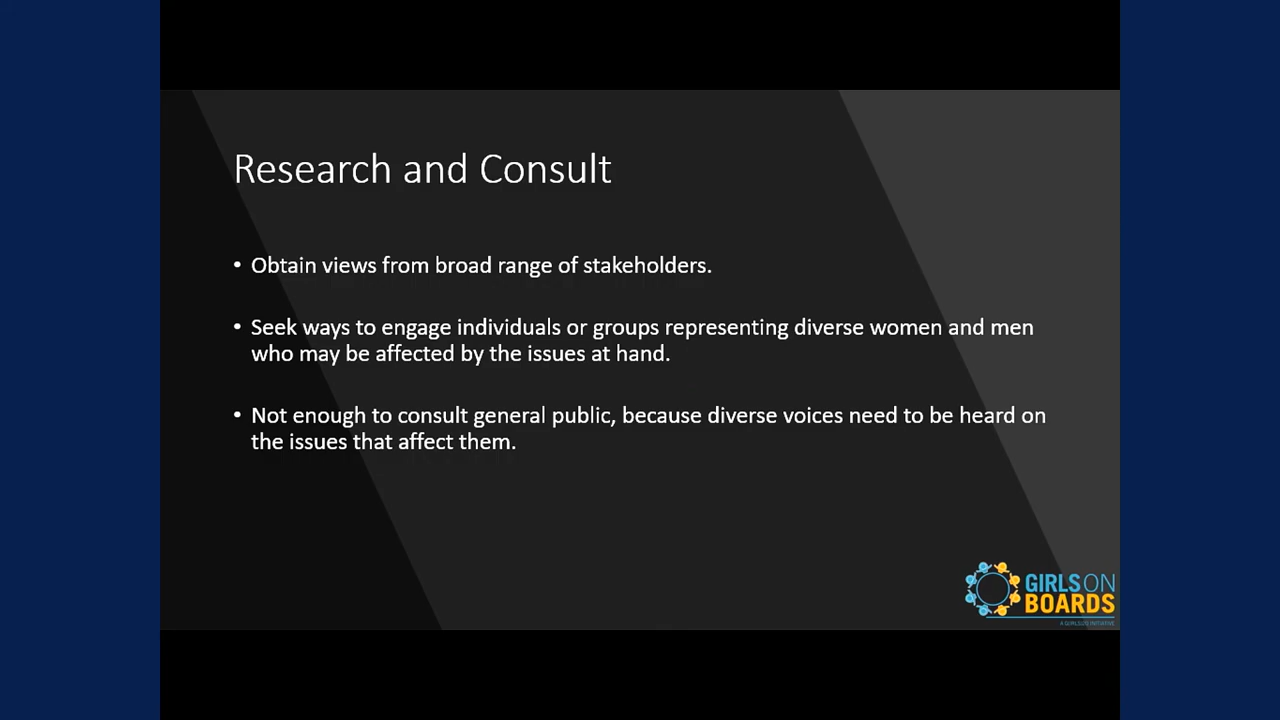 Research and Consult
• Obtain views from broad range of stakeholders.
• Seek ways to engage individuals or groups representing diverse women and men
who may be affected by the issues at hand.
• Not enough to consult general public, because diverse voices need to be heard on
the issues that affect them.
GIRLS ON
BOARDS
A GIRLS20 INITIATIVE